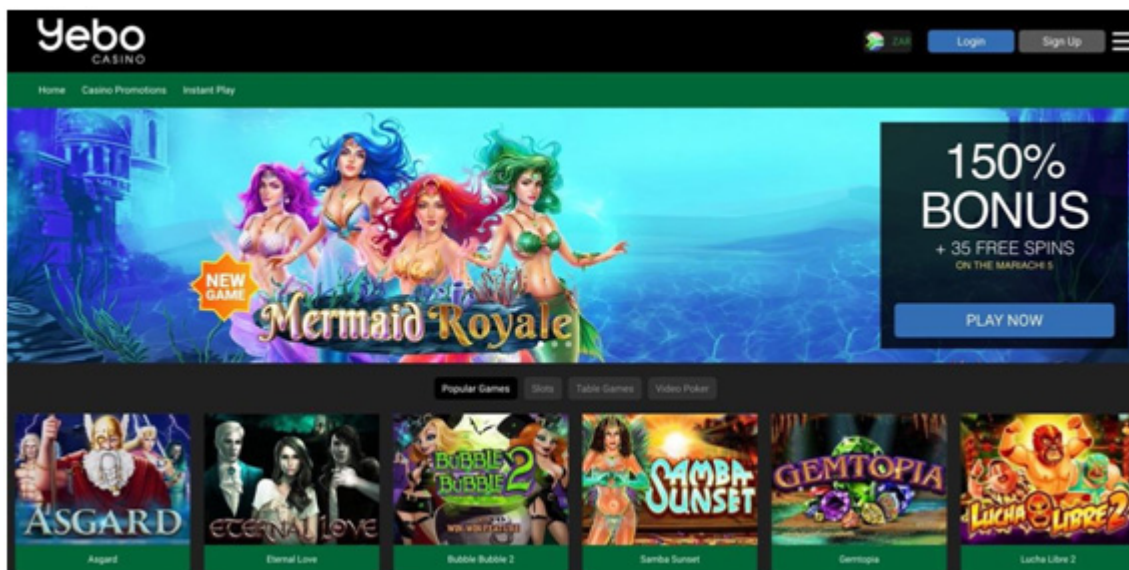 Yebo
CASINO
ZAR
Login
Sign Up
Home
Casino Promotions
Instant Play
150%
BONUS
+ 35 FREE SPINS
ON THE MARIACHI 5
PLAY NOW
NEW
GAME
Mermaid Royale
Popular Games
Slots
Table Games
Video Poker
ASGARD
ETERNAL LOVE
BUBBLE
BUBBLE 2
WIN-WIN FEATURE
SAMBA
SUNSET
GEMTOPIA
LUCHA LIBRE 2
Asgard
Eternal Love
Bubble Bubble 2
Samba Sunset
Gemtopia
Lucha Libre 2